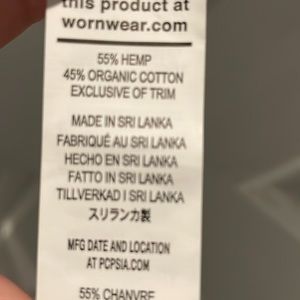 this product at
wornwear.com
55% HEMP
45% ORGANIC COTTON
EXCLUSIVE OF TRIM
MADE IN SRI LANKA
FABRIQUÉ AU SRI LANKA
HECHO EN SRI LANKA
FATTO IN SRI LANKA
TILLVERKAD I SRI LANKA
スリランカ製
MFG DATE AND LOCATION
AT PCPSIA.COM
55% CHANVRE